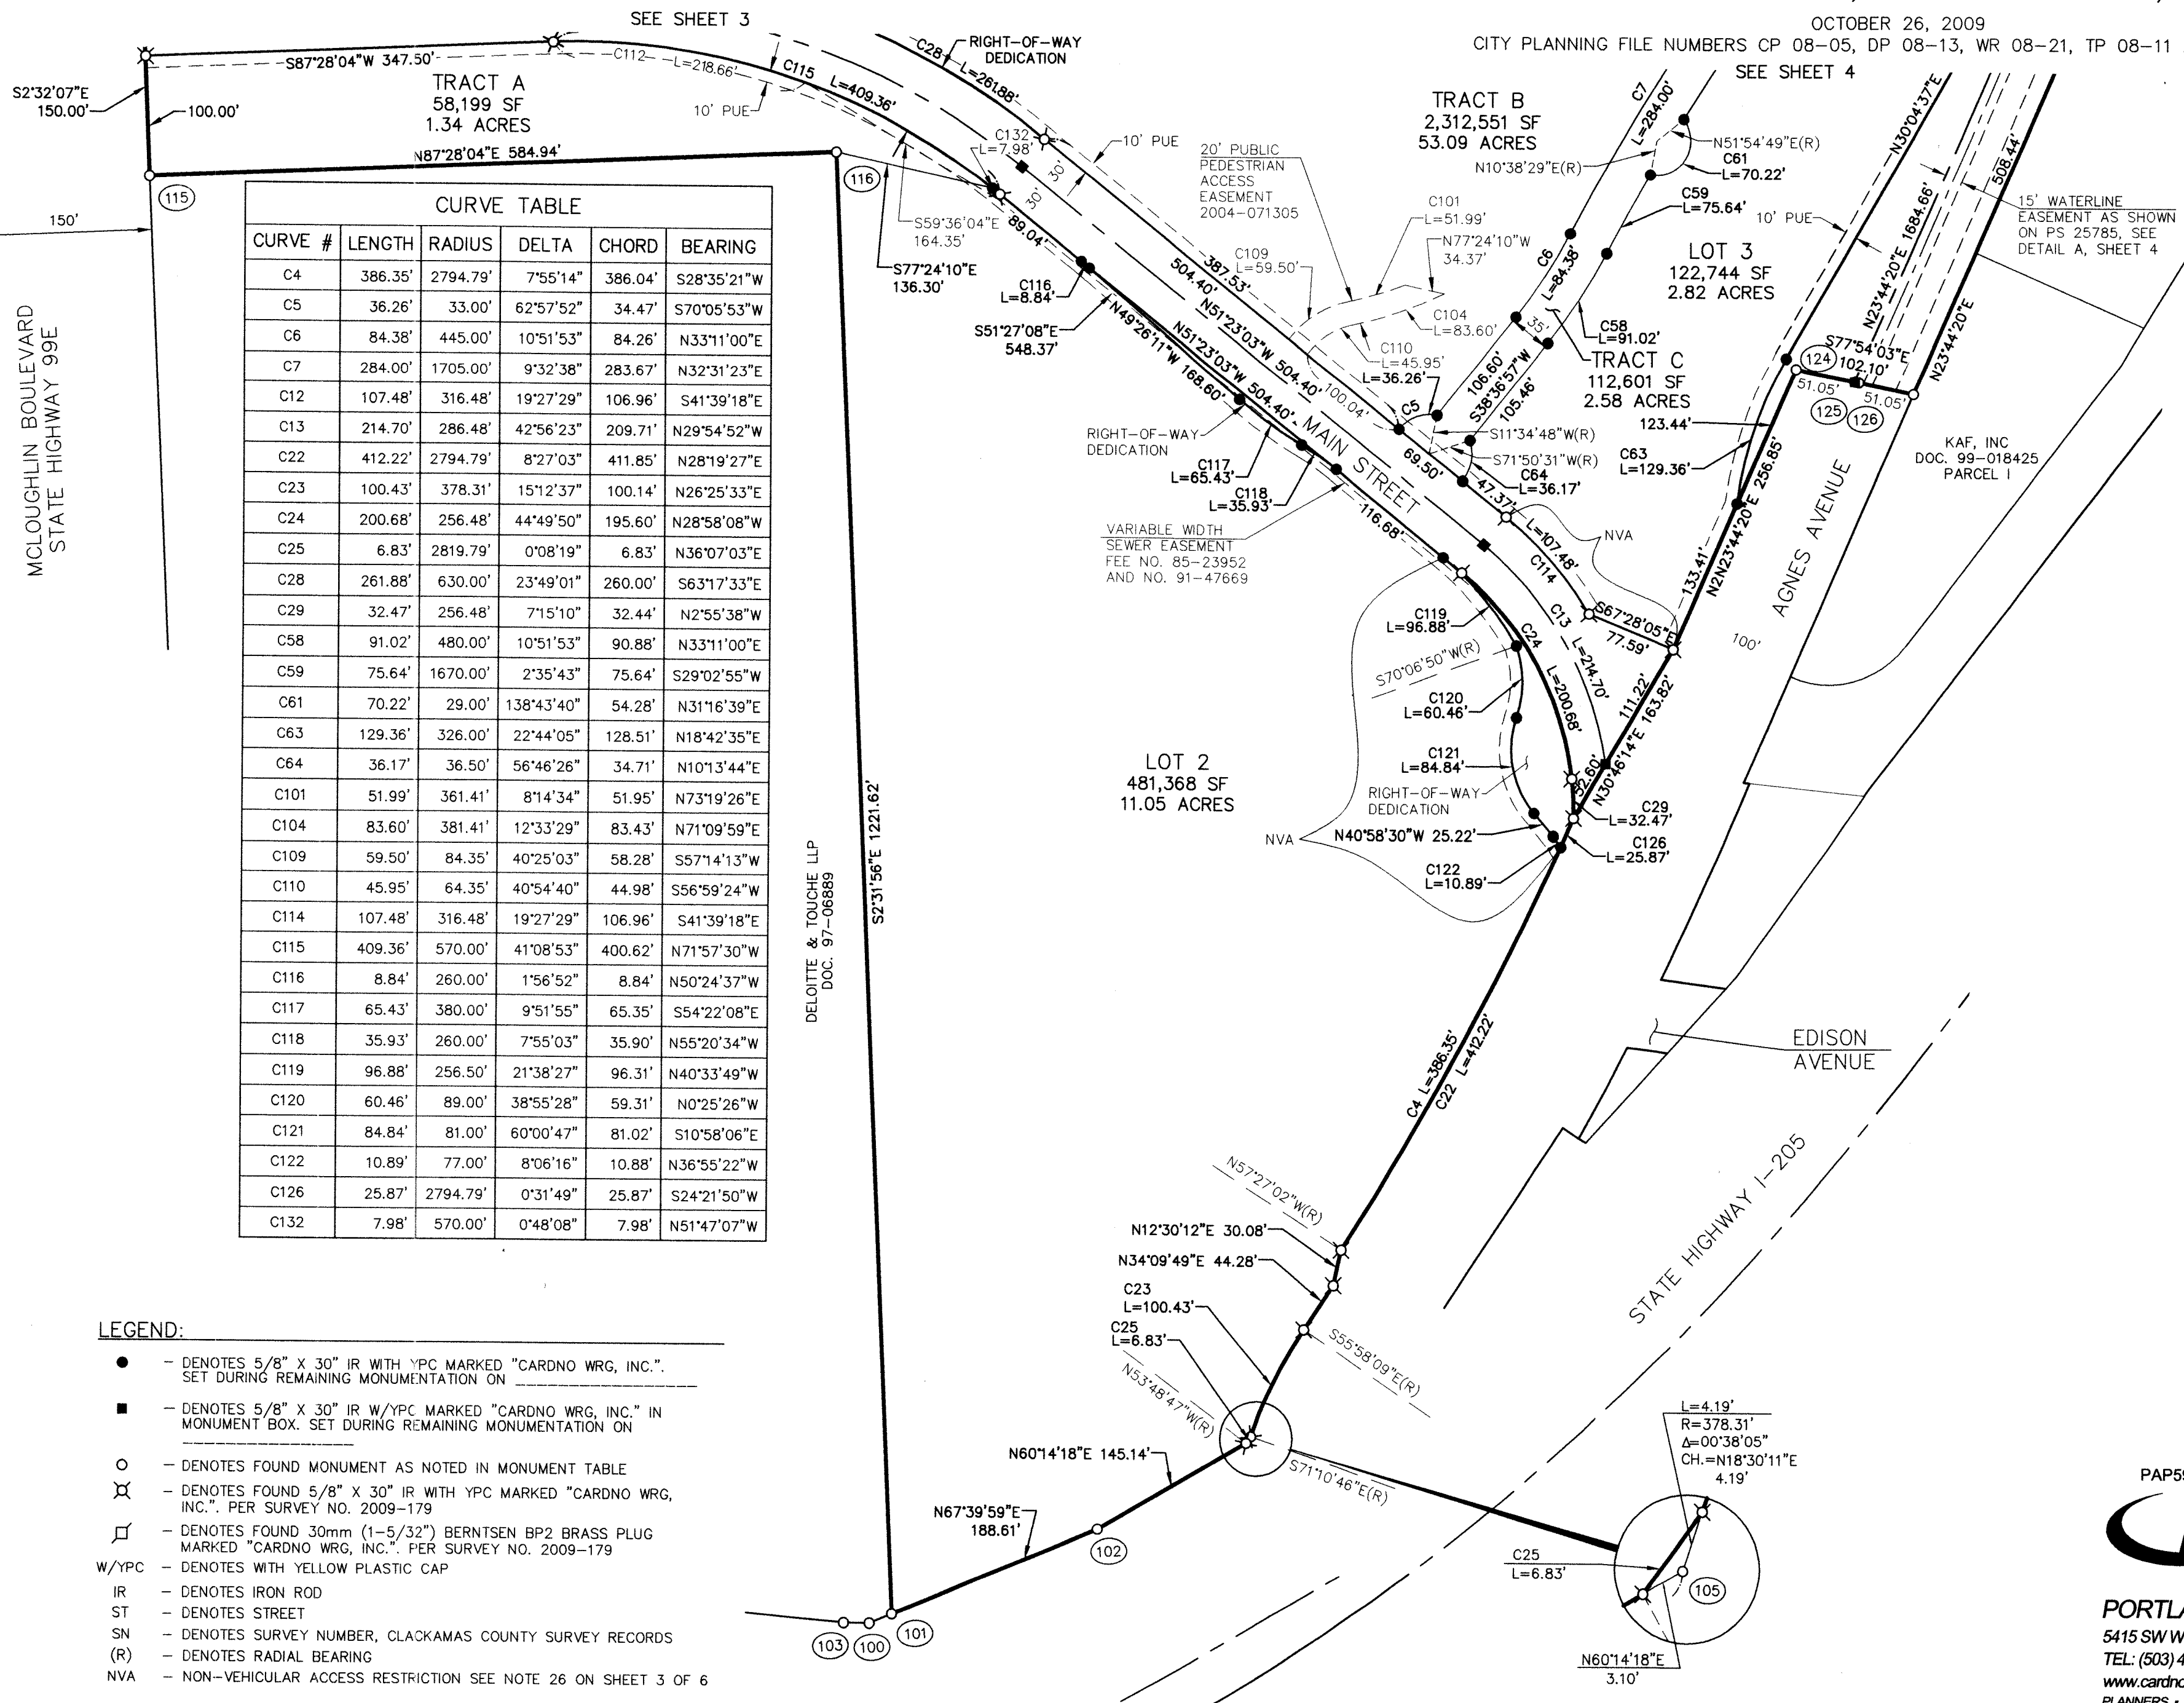 SEE SHEET 3
OCTOBER 26, 2009
CITY PLANNING FILE NUMBERS CP 08-05, DP 08-13, WR 08-21, TP 08-11
SEE SHEET 4
S87°28'04"W 347.50'
C112
L=218.66'
C115 L=409.36'
C28
L=261.88'
RIGHT-OF-WAY
DEDICATION
S2°32'07"E
150.00'
100.00'
TRACT A
58,199 SF
1.34 ACRES
10' PUE
N87°28'04"E 584.94'
115
116
150'
C132
L=7.98'
30'
30'
10' PUE
S59°36'04"E
164.35'
S77°24'10"E
136.30'
89.04'
C116
L=8.84'
S51°27'08"E
548.37'
N49°26'11"W 168.60'
N51°23'03"W 504.40'
504.40'
387.53'
N51°23'03"W 504.40'
20' PUBLIC
PEDESTRIAN
ACCESS
EASEMENT
2004-071305
C101
L=51.99'
N77°24'10"W
34.37'
C109
L=59.50'
C104
L=83.60'
C110
L=45.95'
L=36.26'
C5
100.04'
TRACT B
2,312,551 SF
53.09 ACRES
C7
L=284.00'
N51°54'49"E(R)
N10°38'29"E(R)
C61
L=70.22'
C59
L=75.64'
C6
L=84.38'
LOT 3
122,744 SF
2.82 ACRES
10' PUE
35'
C58
L=91.02'
TRACT C
112,601 SF
2.58 ACRES
106.60'
S38°36'57"W
105.46'
S11°34'48"W(R)
S71°50'31"W(R)
C64
L=36.17'
69.50'
47.37'
N30°04'37"E
N23°44'20"E 1684.66'
508.44'
15' WATERLINE
EASEMENT AS SHOWN
ON PS 25785, SEE
DETAIL A, SHEET 4
N23°44'20"E
S77°54'03"E
102.10'
124
51.05'
51.05'
125
126
123.44'
C63
L=129.36'
N2N23°44'20"E 256.85'
133.41'
KAF, INC
DOC. 99-018425
PARCEL I
AGNES AVENUE
100'
NVA
MCLOUGHLIN BOULEVARD
STATE HIGHWAY 99E
CURVE TABLE
CURVE # LENGTH RADIUS DELTA CHORD BEARING
C4 386.35' 2794.79' 7°55'14" 386.04' S28°35'21"W
C5 36.26' 33.00' 62°57'52" 34.47' S70°05'53"W
C6 84.38' 445.00' 10°51'53" 84.26' N33°11'00"E
C7 284.00' 1705.00' 9°32'38" 283.67' N32°31'23"E
C12 107.48' 316.48' 19°27'29" 106.96' S41°39'18"E
C13 214.70' 286.48' 42°56'23" 209.71' N29°54'52"W
C22 412.22' 2794.79' 8°27'03" 411.85' N28°19'27"E
C23 100.43' 378.31' 15°12'37" 100.14' N26°25'33"E
C24 200.68' 256.48' 44°49'50" 195.60' N28°58'08"W
C25 6.83' 2819.79' 0°08'19" 6.83' N36°07'03"E
C28 261.88' 630.00' 23°49'01" 260.00' S63°17'33"E
C29 32.47' 256.48' 7°15'10" 32.44' N2°55'38"W
C58 91.02' 480.00' 10°51'53" 90.88' N33°11'00"E
C59 75.64' 1670.00' 2°35'43" 75.64' S29°02'55"W
C61 70.22' 29.00' 138°43'40" 54.28' N31°16'39"E
C63 129.36' 326.00' 22°44'05" 128.51' N18°42'35"E
C64 36.17' 36.50' 56°46'26" 34.71' N10°13'44"E
C101 51.99' 361.41' 8°14'34" 51.95' N73°19'26"E
C104 83.60' 381.41' 12°33'29" 83.43' N71°09'59"E
C109 59.50' 84.35' 40°25'03" 58.28' S57°14'13"W
C110 45.95' 64.35' 40°54'40" 44.98' S56°59'24"W
C114 107.48' 316.48' 19°27'29" 106.96' S41°39'18"E
C115 409.36' 570.00' 41°08'53" 400.62' N71°57'30"W
C116 8.84' 260.00' 1°56'52" 8.84' N50°24'37"W
C117 65.43' 380.00' 9°51'55" 65.35' S54°22'08"E
C118 35.93' 260.00' 7°55'03" 35.90' N55°20'34"W
C119 96.88' 256.50' 21°38'27" 96.31' N40°33'49"W
C120 60.46' 89.00' 38°55'28" 59.31' N0°25'26"W
C121 84.84' 81.00' 60°00'47" 81.02' S10°58'06"E
C122 10.89' 77.00' 8°06'16" 10.88' N36°55'22"W
C126 25.87' 2794.79' 0°31'49" 25.87' S24°21'50"W
C132 7.98' 570.00' 0°48'08" 7.98' N51°47'07"W
S2°31'56"E 1221.62'
DELOITTE & TOUCHE LLP
DOC. 97-06889
RIGHT-OF-WAY
DEDICATION
C117
L=65.43'
C118
L=35.93'
MAIN STREET
116.68'
VARIABLE WIDTH
SEWER EASEMENT
FEE NO. 85-23952
AND NO. 91-47669
L=107.48'
C114
S67°28'05"E
77.59'
C119
L=96.88'
C24
C13
L=214.70'
L=200.68'
S70°06'50"W(R)
C120
L=60.46'
111.22'
N30°46'14"E 163.82'
52.60'
LOT 2
481,368 SF
11.05 ACRES
C121
L=84.84'
RIGHT-OF-WAY
DEDICATION
C29
L=32.47'
N40°58'30"W 25.22'
NVA
C126
L=25.87'
C122
L=10.89'
C4 L=386.35'
C22 L=412.22'
EDISON
AVENUE
STATE HIGHWAY I-205
N57°27'02"W(R)
N12°30'12"E 30.08'
N34°09'49"E 44.28'
C23
L=100.43'
C25
L=6.83'
S55°58'09"E(R)
N53°48'47"W(R)
N60°14'18"E 145.14'
S71°10'46"E(R)
N67°39'59"E
188.61'
102
103
100
101
L=4.19'
R=378.31'
Δ=00°38'05"
CH.=N18°30'11"E
4.19'
C25
L=6.83'
105
N60°14'18"E
3.10'
LEGEND:
– DENOTES 5/8" X 30" IR WITH YPC MARKED "CARDNO WRG, INC.".
SET DURING REMAINING MONUMENTATION ON
– DENOTES 5/8" X 30" IR W/YPC MARKED "CARDNO WRG, INC." IN
MONUMENT BOX. SET DURING REMAINING MONUMENTATION ON
– DENOTES FOUND MONUMENT AS NOTED IN MONUMENT TABLE
– DENOTES FOUND 5/8" X 30" IR WITH YPC MARKED "CARDNO WRG,
INC.". PER SURVEY NO. 2009-179
– DENOTES FOUND 30mm (1-5/32") BERNTSEN BP2 BRASS PLUG
MARKED "CARDNO WRG, INC.". PER SURVEY NO. 2009-179
W/YPC – DENOTES WITH YELLOW PLASTIC CAP
IR – DENOTES IRON ROD
ST – DENOTES STREET
SN – DENOTES SURVEY NUMBER, CLACKAMAS COUNTY SURVEY RECORDS
(R) – DENOTES RADIAL BEARING
NVA – NON-VEHICULAR ACCESS RESTRICTION SEE NOTE 26 ON SHEET 3 OF 6
5415 SW
TEL: (503)